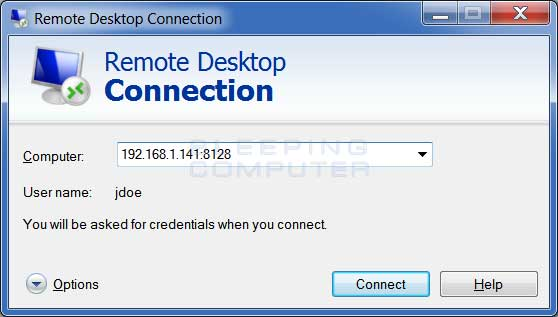 Remote Desktop Connection
Remote Desktop
Connection
Computer:
192.168.1.141:8128
BLEEPING
COMPUTER
User name:
jdoe
You will be asked for credentials when you connect.
Options
Connect
Help